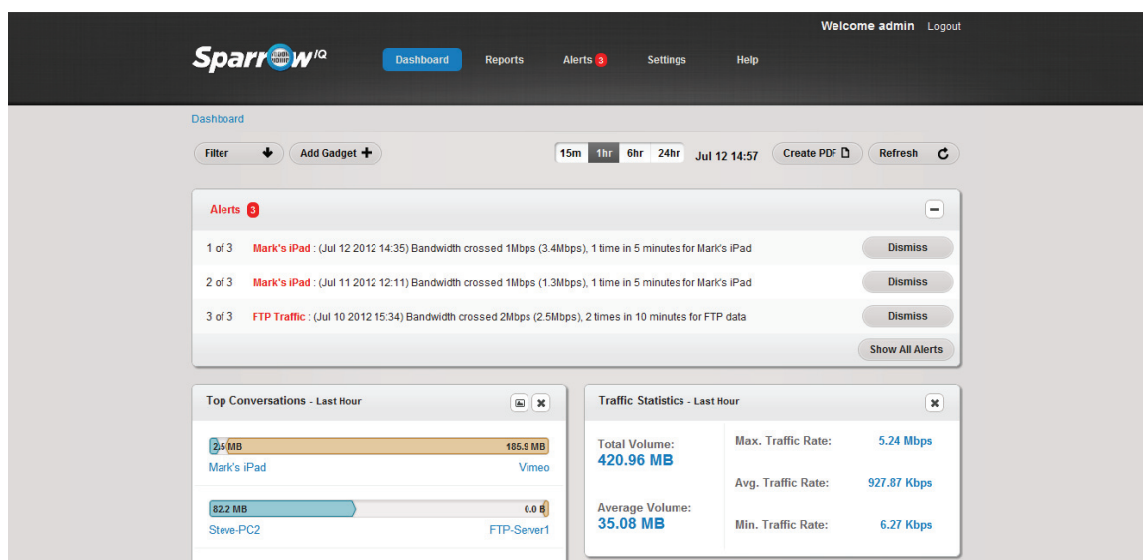 Welcome admin Logout
SparrowIQ
Dashboard Reports Alerts 3 Settings Help
Dashboard
Filter Add Gadget 15m 1hr 6hr 24hr Jul 12 14:57 Create PDF Refresh
Alerts 3
1 of 3 Mark's iPad : (Jul 12 2012 14:35) Bandwidth crossed 1Mbps (3.4Mbps), 1 time in 5 minutes for Mark's iPad Dismiss
2 of 3 Mark's iPad : (Jul 11 2012 12:11) Bandwidth crossed 1Mbps (1.3Mbps), 1 time in 5 minutes for Mark's iPad Dismiss
3 of 3 FTP Traffic : (Jul 10 2012 15:34) Bandwidth crossed 2Mbps (2.5Mbps), 2 times in 10 minutes for FTP data Dismiss
Show All Alerts
Top Conversations - Last Hour
MB 185.8 MB
Mark's iPad Vimeo
82.2 MB 0.0 B
Steve-PC2 FTP-Server1
Traffic Statistics - Last Hour
Total Volume:
420.96 MB
Average Volume:
35.08 MB
Max. Traffic Rate: 5.24 Mbps
Avg. Traffic Rate: 927.87 Kbps
Min. Traffic Rate: 6.27 Kbps